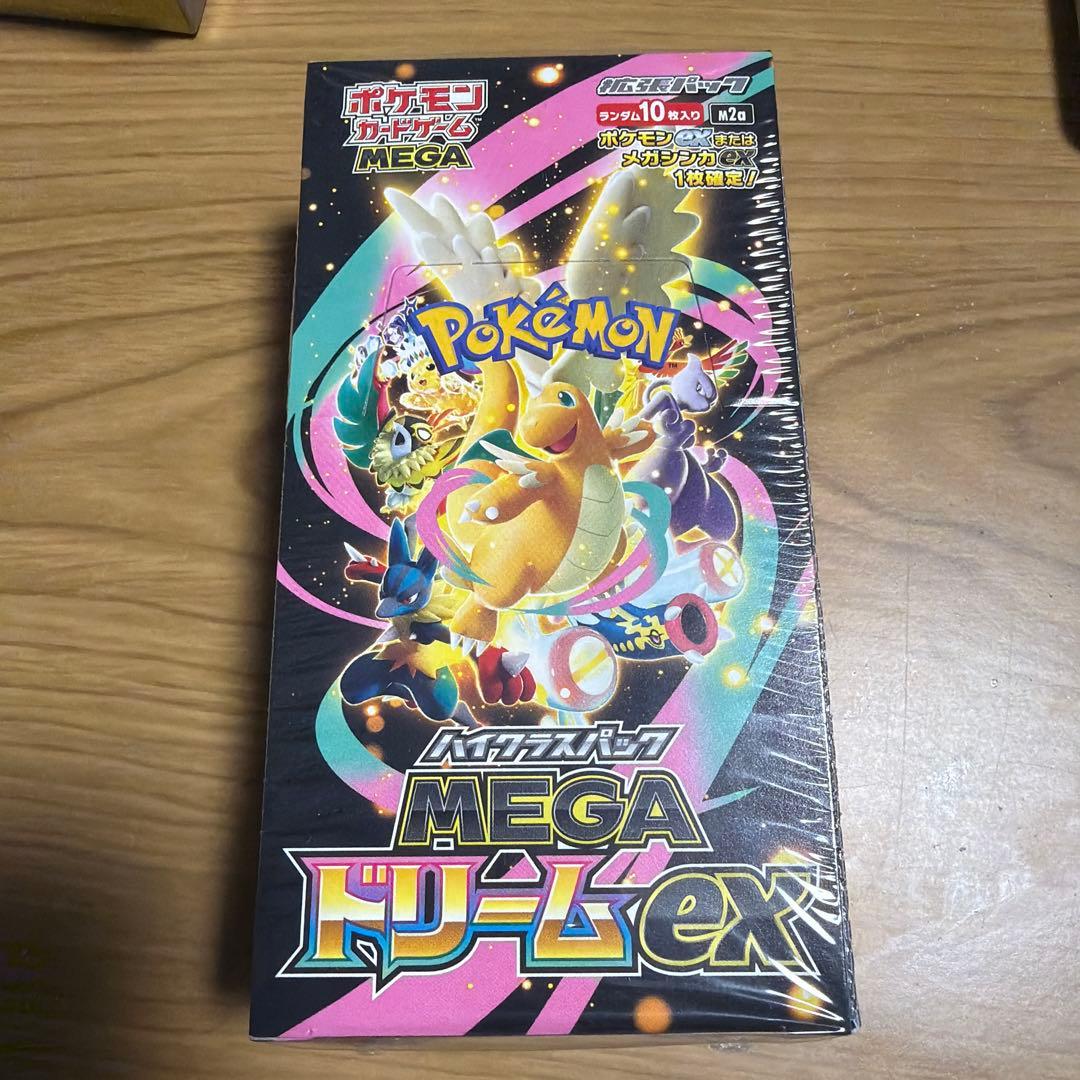 ポケモン
カードゲーム
MEGA
拡張パック
ランダム10枚入り M2a
ポケモンexまたは
メガシンカex
1枚確定!
POKéMON
TM
ハイクラスパック
MEGA
ドリームex